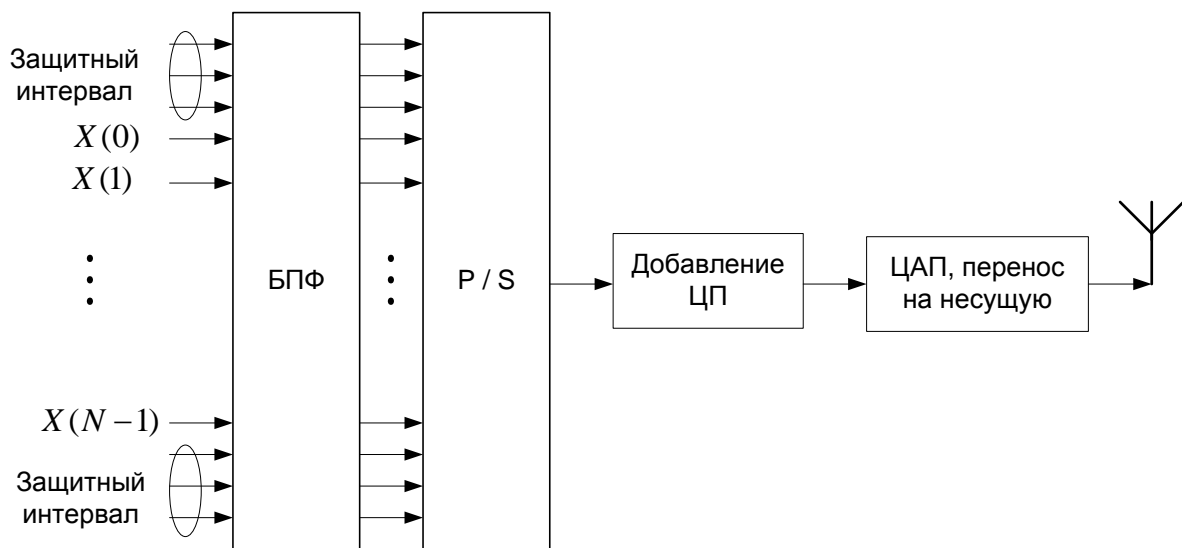 Защитный
интервал
X(0)
X(1)
X(N−1)
Защитный
интервал
БПФ
P / S
Добавление
ЦП
ЦАП, перенос
на несущую